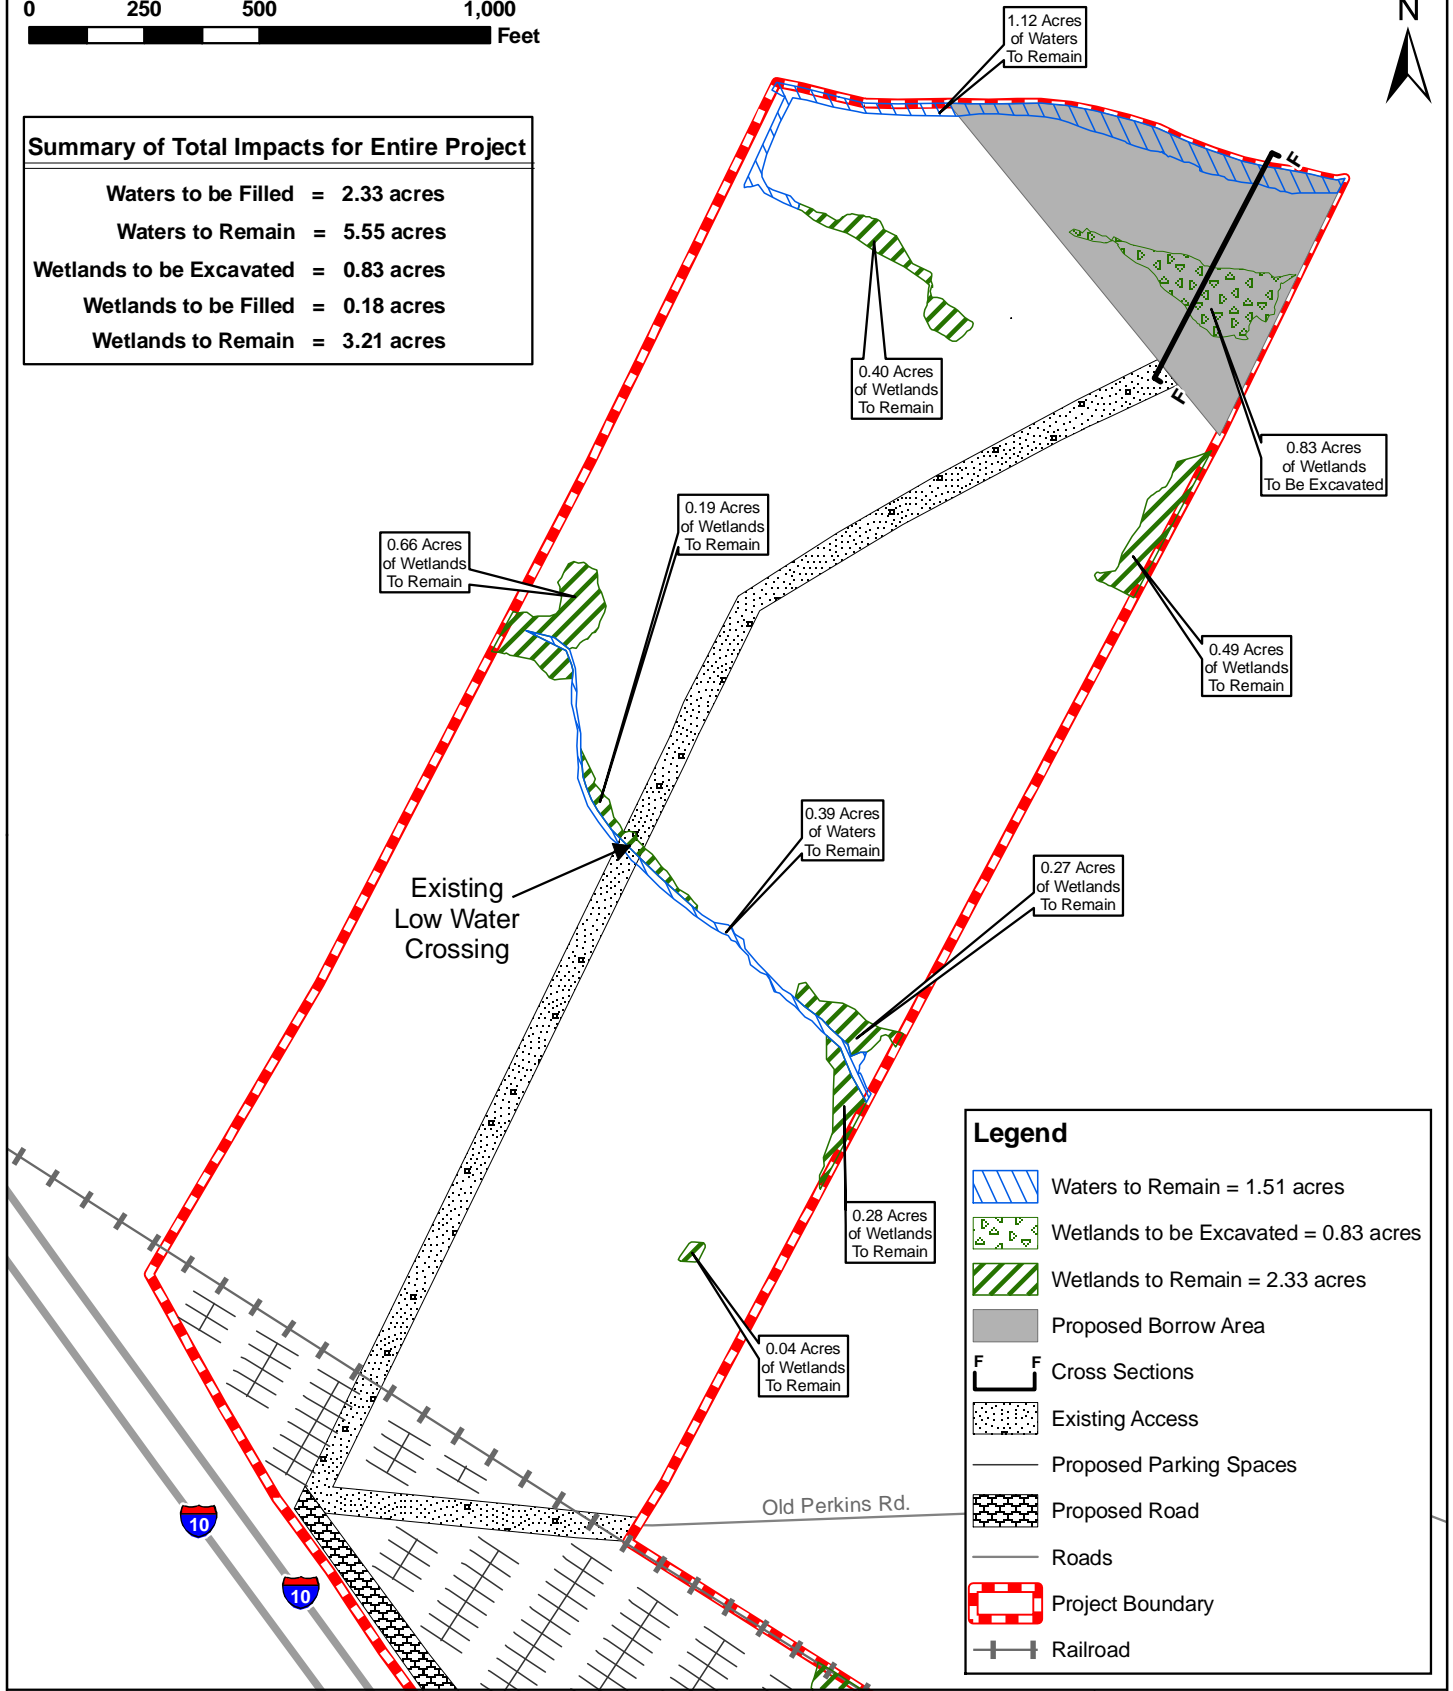 0 250 500 1,000
Feet
N
Summary of Total Impacts for Entire Project
Waters to be Filled = 2.33 acres
Waters to Remain = 5.55 acres
Wetlands to be Excavated = 0.83 acres
Wetlands to be Filled = 0.18 acres
Wetlands to Remain = 3.21 acres
1.12 Acres
of Waters
To Remain
F
F
0.40 Acres
of Wetlands
To Remain
0.83 Acres
of Wetlands
To Be Excavated
0.19 Acres
of Wetlands
To Remain
0.66 Acres
of Wetlands
To Remain
0.49 Acres
of Wetlands
To Remain
0.39 Acres
of Waters
To Remain
0.27 Acres
of Wetlands
To Remain
Existing
Low Water
Crossing
0.28 Acres
of Wetlands
To Remain
0.04 Acres
of Wetlands
To Remain
Old Perkins Rd.
10
10
Legend
Waters to Remain = 1.51 acres
Wetlands to be Excavated = 0.83 acres
Wetlands to Remain = 2.33 acres
Proposed Borrow Area
F F
Cross Sections
Existing Access
Proposed Parking Spaces
Proposed Road
Roads
Project Boundary
Railroad